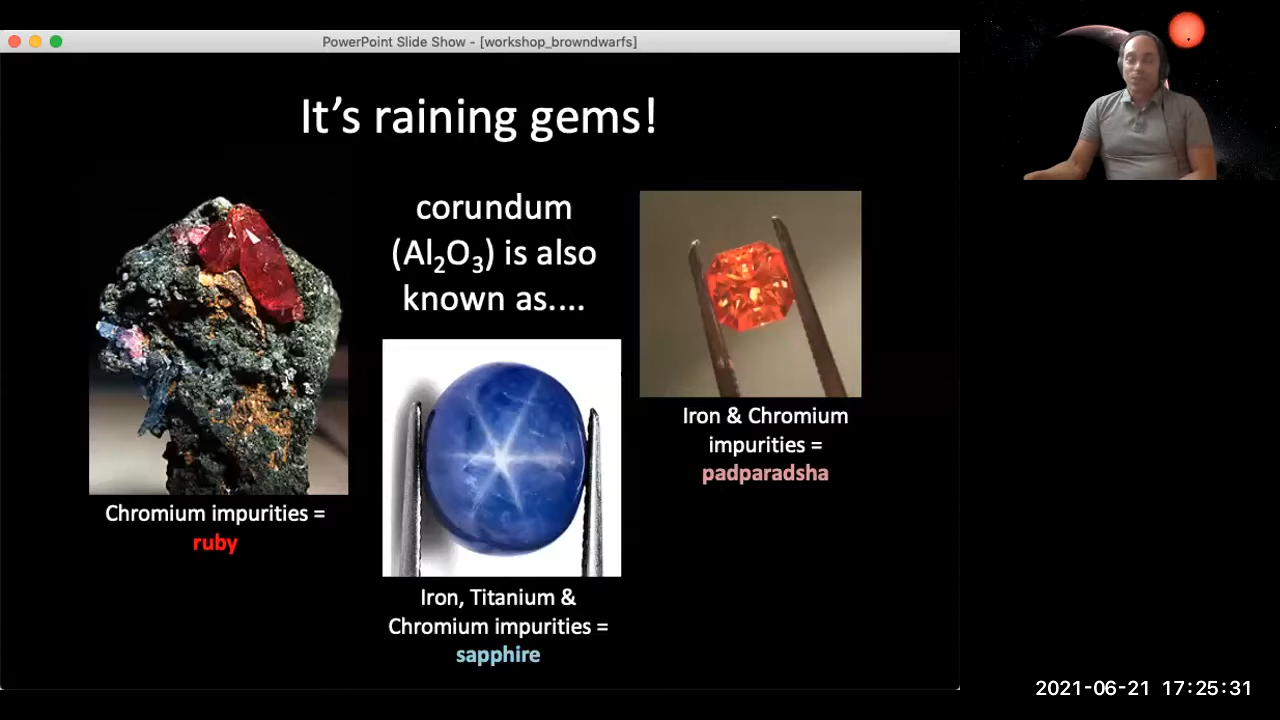 PowerPoint Slide Show - [workshop_browndwarfs]
It's raining gems!
corundum
(Al₂O₃) is also
known as....
Chromium impurities =
ruby
Iron, Titanium &
Chromium impurities =
sapphire
Iron & Chromium
impurities =
padparadsha
2021-06-21 17:25:31